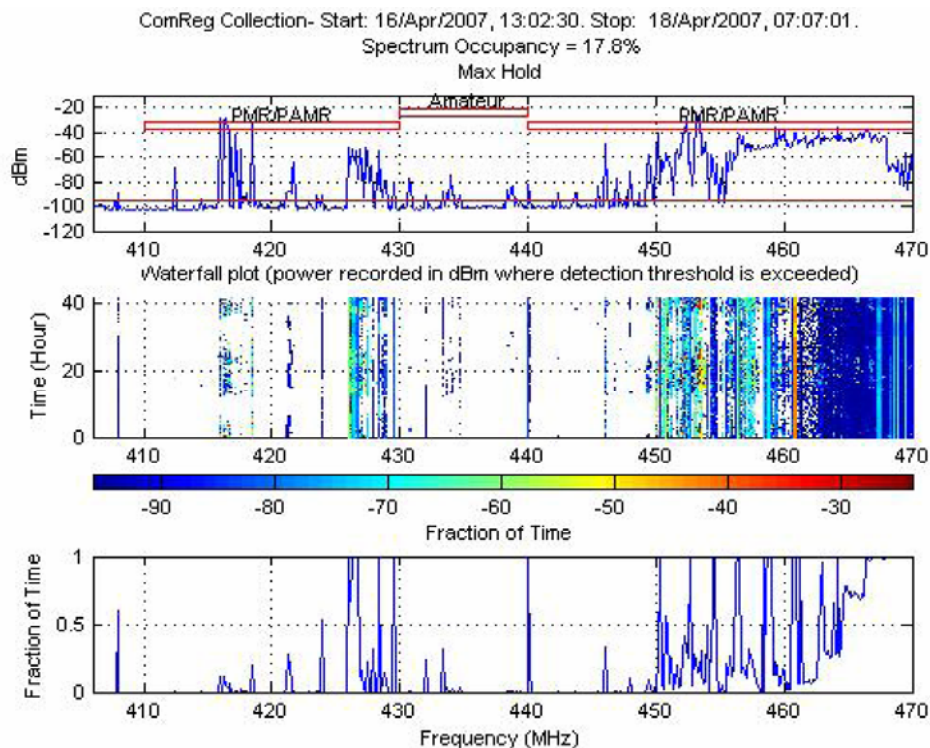 ComReg Collection- Start: 16/Apr/2007, 13:02:30. Stop: 18/Apr/2007, 07:07:01.
Spectrum Occupancy = 17.8%
Max Hold
-20
-40
-60
-80
-100
-120
dBm
PMR/PAMR
Amateur
PMR/PAMR
410 420 430 440 450 460 470
Waterfall plot (power recorded in dBm where detection threshold is exceeded)
40
20
0
Time (Hour)
410 420 430 440 450 460 470
-90 -80 -70 -60 -50 -40 -30
Fraction of Time
1
0.5
0
Fraction of Time
410 420 430 440 450 460 470
Frequency (MHz)